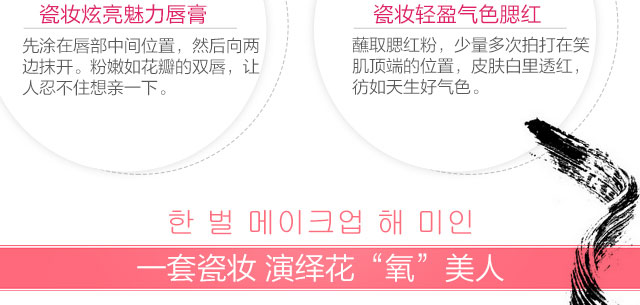 瓷妆炫亮魅力唇膏
先涂在唇部中间位置，然后向两
边抹开。粉嫩如花瓣的双唇，让
人忍不住想亲一下。
瓷妆轻盈气色腮红
蘸取腮红粉，少量多次拍打在笑
肌顶端的位置，皮肤白里透红，
彷如天生好气色。
한 벌 메이크업 해 미인
一套瓷妆 演绎花“氧”美人